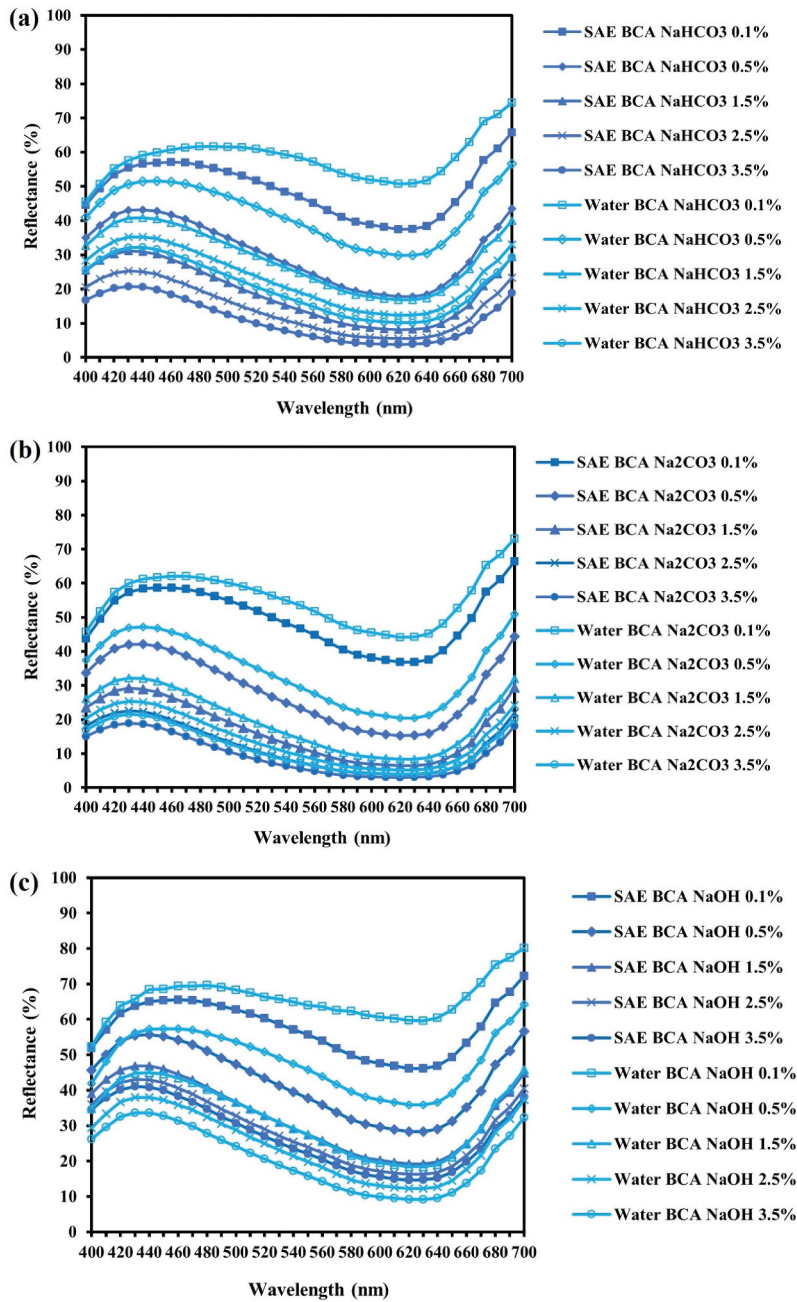 (a)
100
90
80
70
60
50
40
30
20
10
0
Reflectance (%)
400 420 440 460 480 500 520 540 560 580 600 620 640 660 680 700
Wavelength (nm)
SAE BCA NaHCO3 0.1%
SAE BCA NaHCO3 0.5%
SAE BCA NaHCO3 1.5%
SAE BCA NaHCO3 2.5%
SAE BCA NaHCO3 3.5%
Water BCA NaHCO3 0.1%
Water BCA NaHCO3 0.5%
Water BCA NaHCO3 1.5%
Water BCA NaHCO3 2.5%
Water BCA NaHCO3 3.5%
(b)
100
90
80
70
60
50
40
30
20
10
0
Reflectance (%)
400 420 440 460 480 500 520 540 560 580 600 620 640 660 680 700
Wavelength (nm)
SAE BCA Na2CO3 0.1%
SAE BCA Na2CO3 0.5%
SAE BCA Na2CO3 1.5%
SAE BCA Na2CO3 2.5%
SAE BCA Na2CO3 3.5%
Water BCA Na2CO3 0.1%
Water BCA Na2CO3 0.5%
Water BCA Na2CO3 1.5%
Water BCA Na2CO3 2.5%
Water BCA Na2CO3 3.5%
(c)
100
90
80
70
60
50
40
30
20
10
0
Reflectance (%)
400 420 440 460 480 500 520 540 560 580 600 620 640 660 680 700
Wavelength (nm)
SAE BCA NaOH 0.1%
SAE BCA NaOH 0.5%
SAE BCA NaOH 1.5%
SAE BCA NaOH 2.5%
SAE BCA NaOH 3.5%
Water BCA NaOH 0.1%
Water BCA NaOH 0.5%
Water BCA NaOH 1.5%
Water BCA NaOH 2.5%
Water BCA NaOH 3.5%